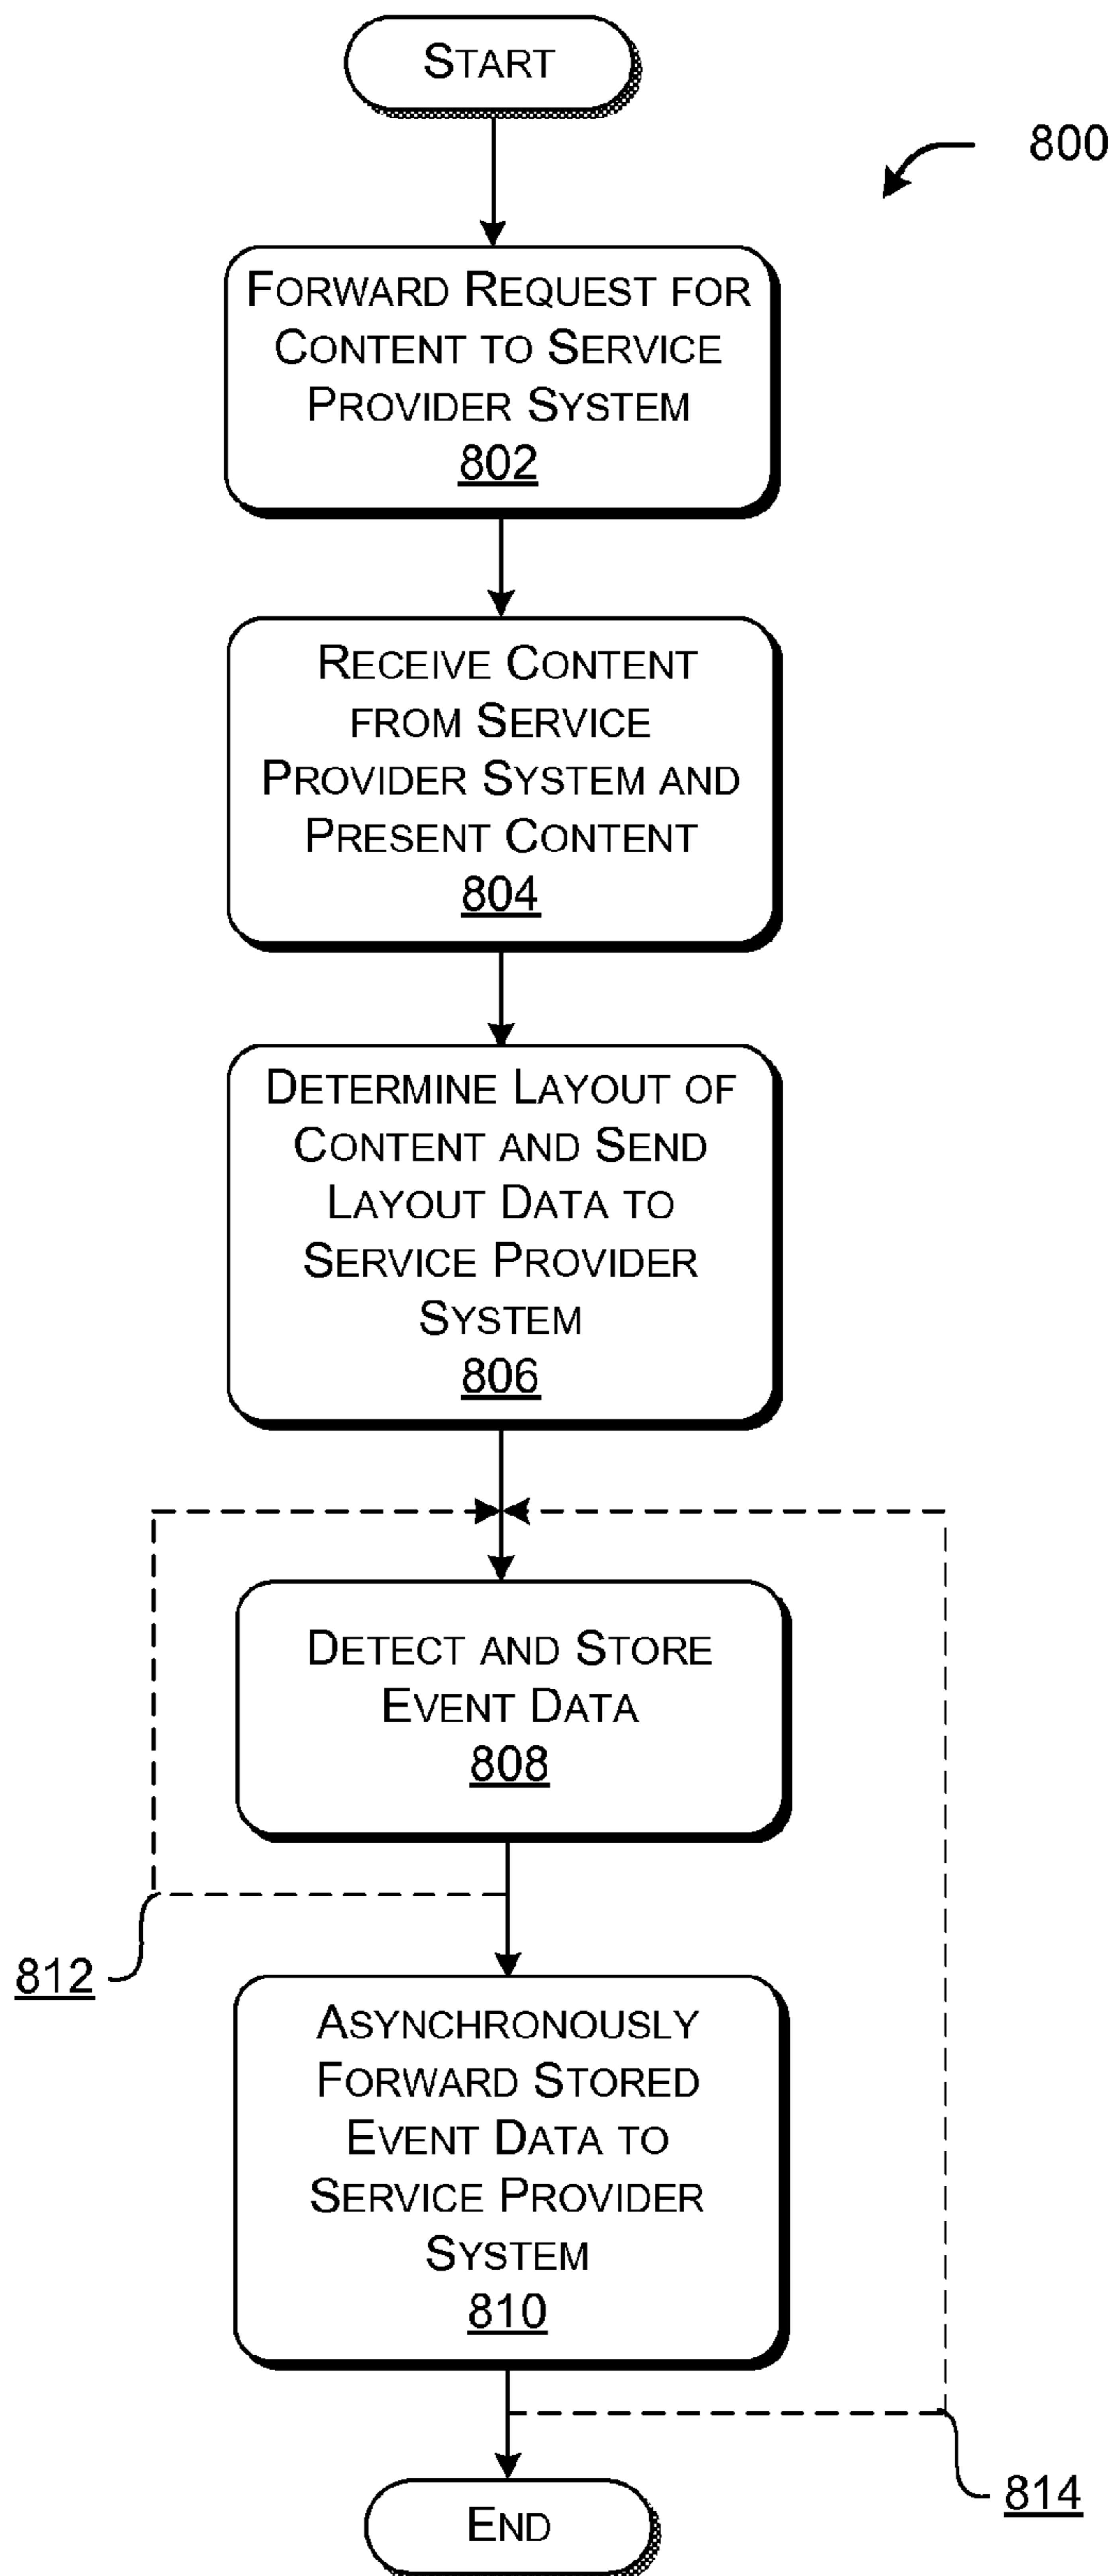 START
800
FORWARD REQUEST FOR
CONTENT TO SERVICE
PROVIDER SYSTEM
802
RECEIVE CONTENT
FROM SERVICE
PROVIDER SYSTEM AND
PRESENT CONTENT
804
DETERMINE LAYOUT OF
CONTENT AND SEND
LAYOUT DATA TO
SERVICE PROVIDER
SYSTEM
806
DETECT AND STORE
EVENT DATA
808
812
ASYNCHRONOUSLY
FORWARD STORED
EVENT DATA TO
SERVICE PROVIDER
SYSTEM
810
814
END